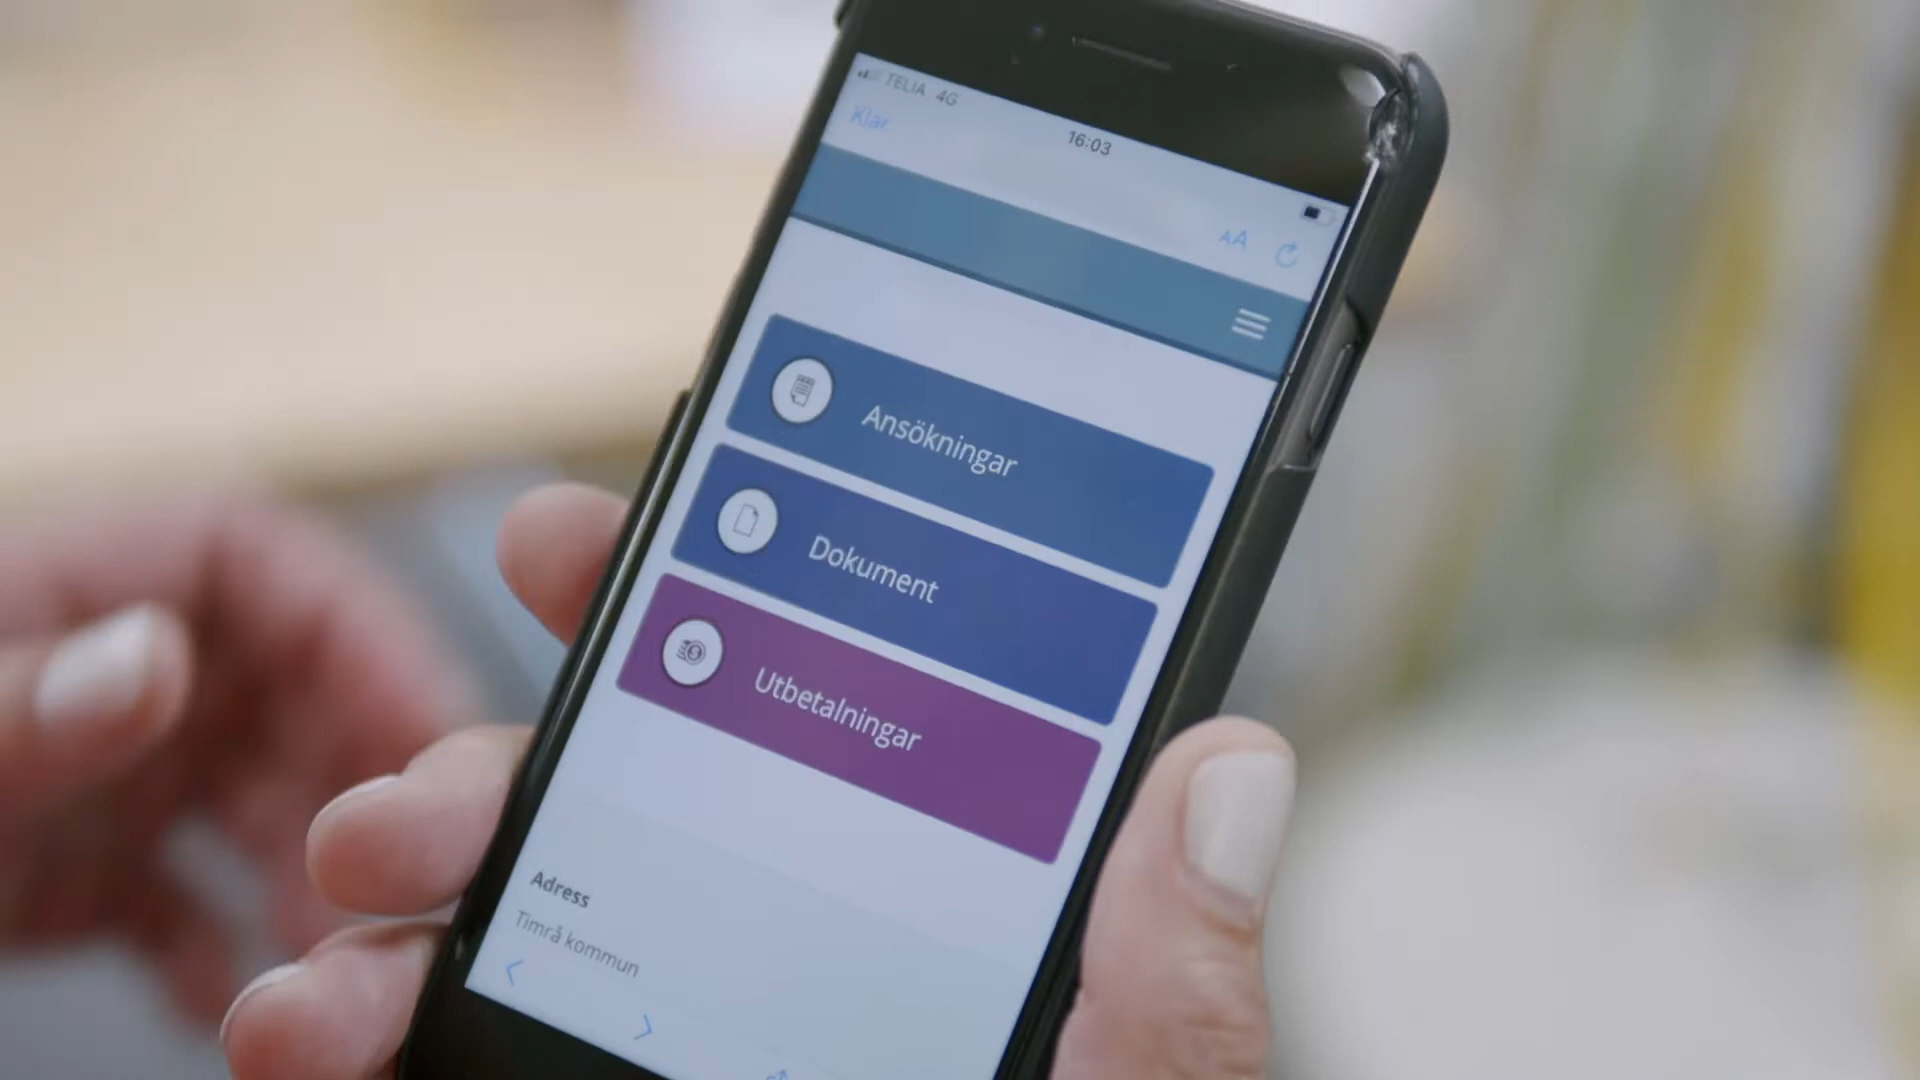 TELIA 4G
16:03
Klar
AA
Ansökningar
Dokument
Utbetalningar
Adress
Timrå kommun